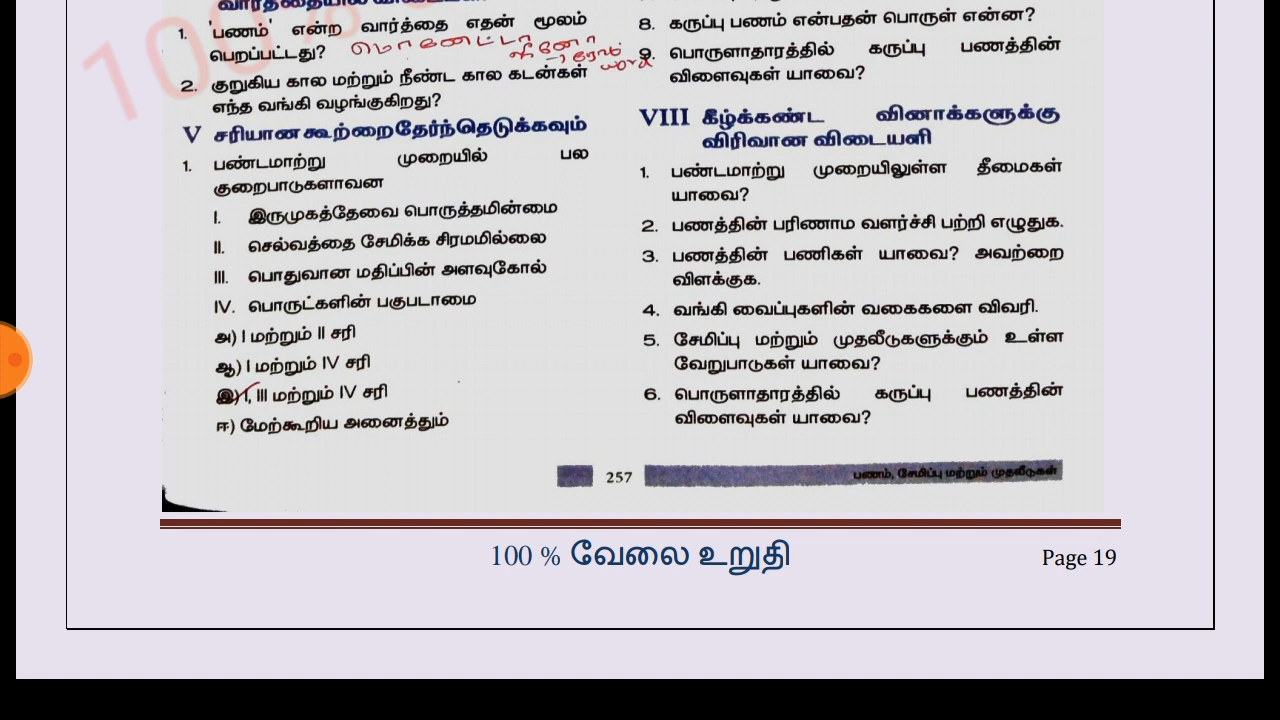 100%
1. 'பணம்' என்ற வார்த்தை எதன் மூலம்
பெறப்பட்டது? மொனேட்டா
ஜீனோ
→ ரோம்
word
2. குறுகிய கால மற்றும் நீண்ட கால கடன்கள்
எந்த வங்கி வழங்குகிறது?
V சரியான கூற்றை தேர்ந்தெடுக்கவும்
1. பண்டமாற்று முறையில் பல
குறைபாடுகளாவன
I. இருமுகத்தேவை பொருத்தமின்மை
II. செல்வத்தை சேமிக்க சிரமமில்லை
III. பொதுவான மதிப்பின் அளவுகோல்
IV. பொருட்களின் பகுபடாமை
அ) I மற்றும் II சரி
ஆ) I மற்றும் IV சரி
இ) I, III மற்றும் IV சரி
ஈ) மேற்கூறிய அனைத்தும்
8. கருப்பு பணம் என்பதன் பொருள் என்ன?
9. பொருளாதாரத்தில் கருப்பு பணத்தின்
விளைவுகள் யாவை?
VIII கீழ்க்கண்ட வினாக்களுக்கு
விரிவான விடையளி
1. பண்டமாற்று முறையிலுள்ள தீமைகள்
யாவை?
2. பணத்தின் பரிணாம வளர்ச்சி பற்றி எழுதுக.
3. பணத்தின் பணிகள் யாவை? அவற்றை
விளக்குக.
4. வங்கி வைப்புகளின் வகைகளை விவரி.
5. சேமிப்பு மற்றும் முதலீடுகளுக்கும் உள்ள
வேறுபாடுகள் யாவை?
6. பொருளாதாரத்தில் கருப்பு பணத்தின்
விளைவுகள் யாவை?
257 பணம், சேமிப்பு மற்றும் முதலீடுகள்
100 % வேலை உறுதி Page 19